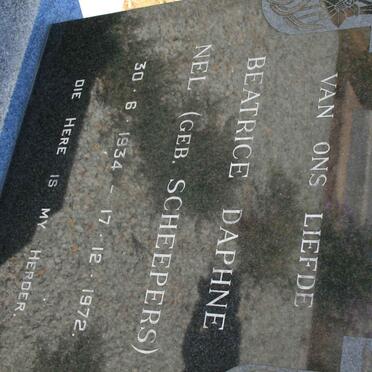 VAN ONS LIEFDE
BEATRICE DAPHNE
NEL (GEB. SCHEEPERS)
30.6.1934 - 17.12.1972.
DIE HERE IS MY HERDER.